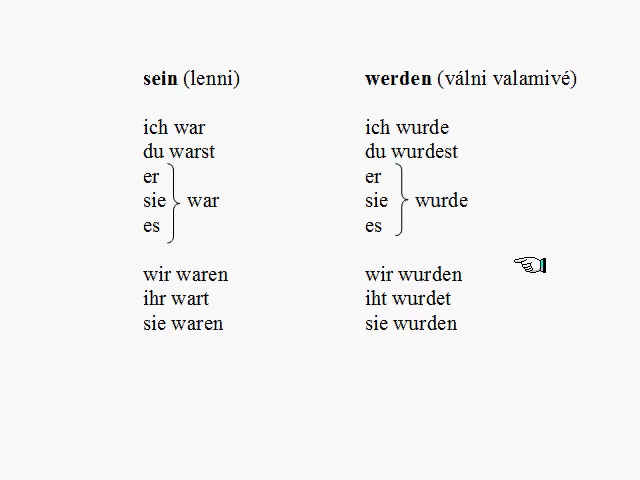 sein (lenni)
ich war
du warst
er
sie war
es
wir waren
ihr wart
sie waren
werden (válni valamivé)
ich wurde
du wurdest
er
sie wurde
es
wir wurden
iht wurdet
sie wurden